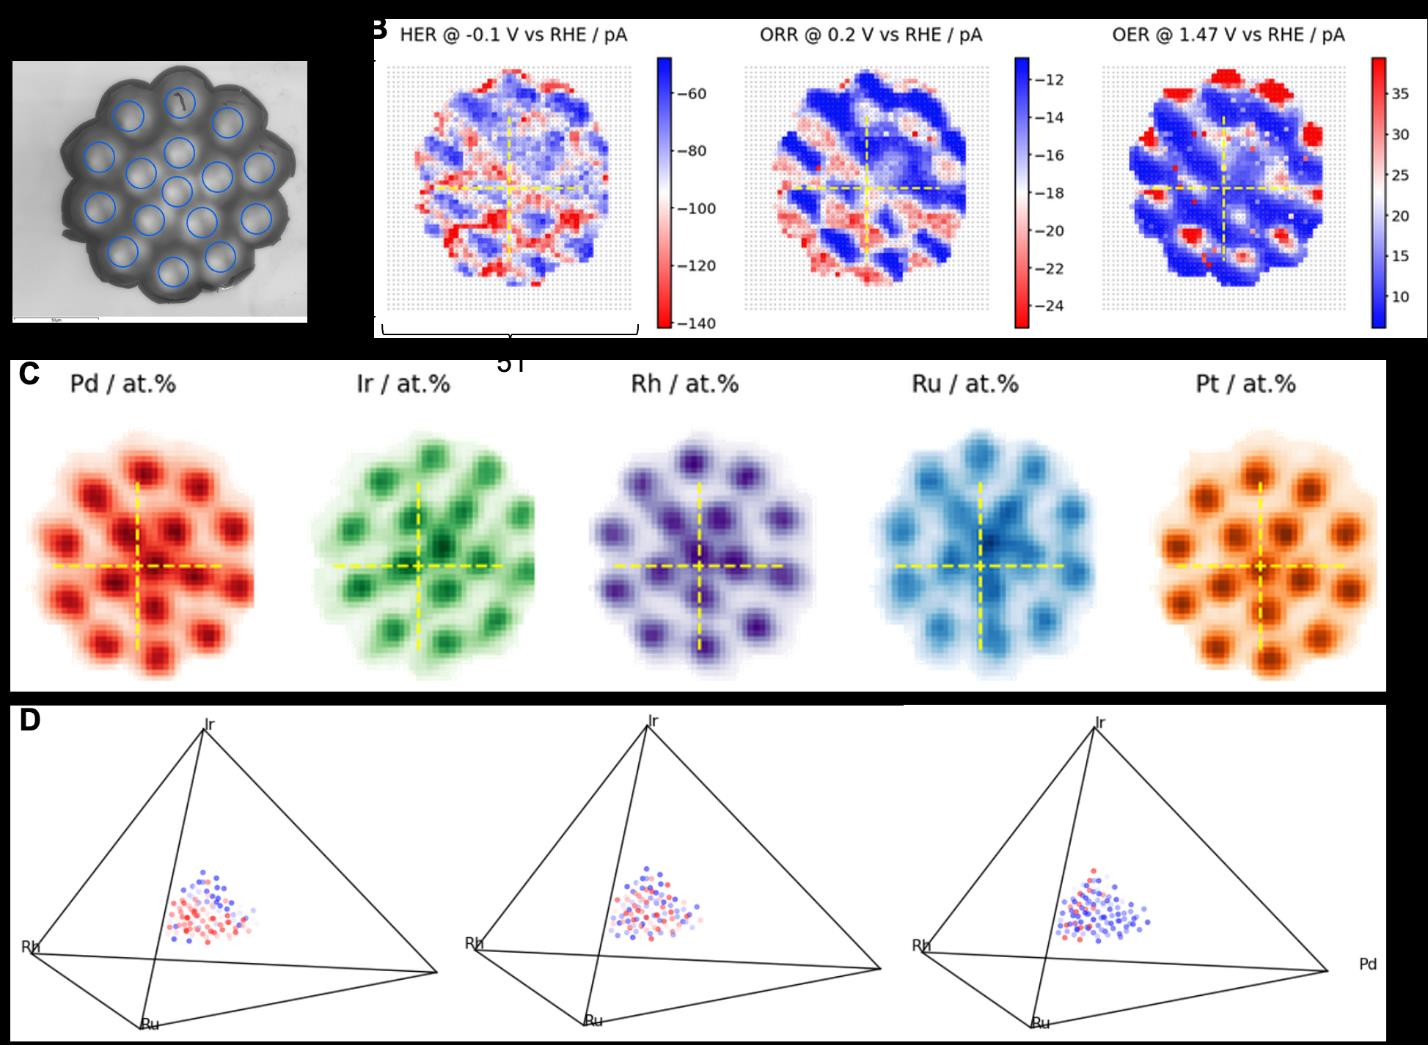 B
HER @ -0.1 V vs RHE / pA
ORR @ 0.2 V vs RHE / pA
OER @ 1.47 V vs RHE / pA
−60
−80
−100
−120
−140
−12
−14
−16
−18
−20
−22
−24
35
30
25
20
15
10
51
C
Pd / at.%
Ir / at.%
Rh / at.%
Ru / at.%
Pt / at.%
D
Ir
Rh
Ru
Ir
Rh
Ru
Ir
Rh
Ru
Pd